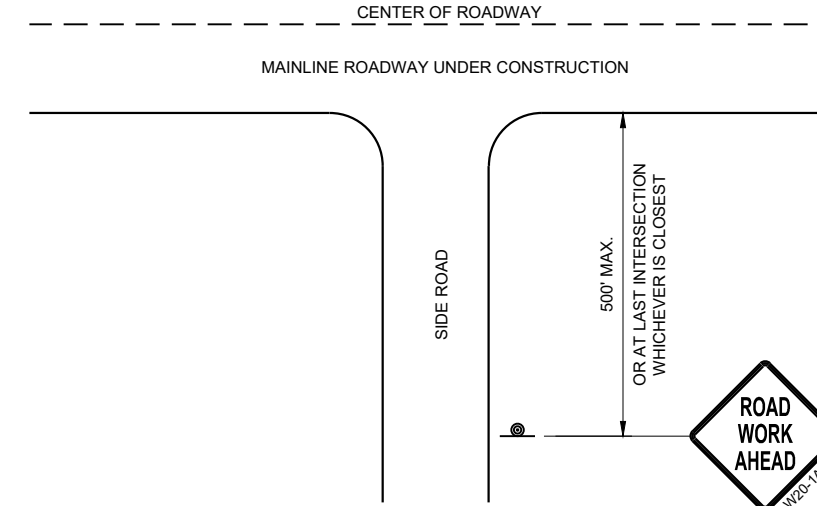 CENTER OF ROADWAY
MAINLINE ROADWAY UNDER CONSTRUCTION
SIDE ROAD
500' MAX.
OR AT LAST INTERSECTION
WHICHEVER IS CLOSEST
ROAD
WORK
AHEAD